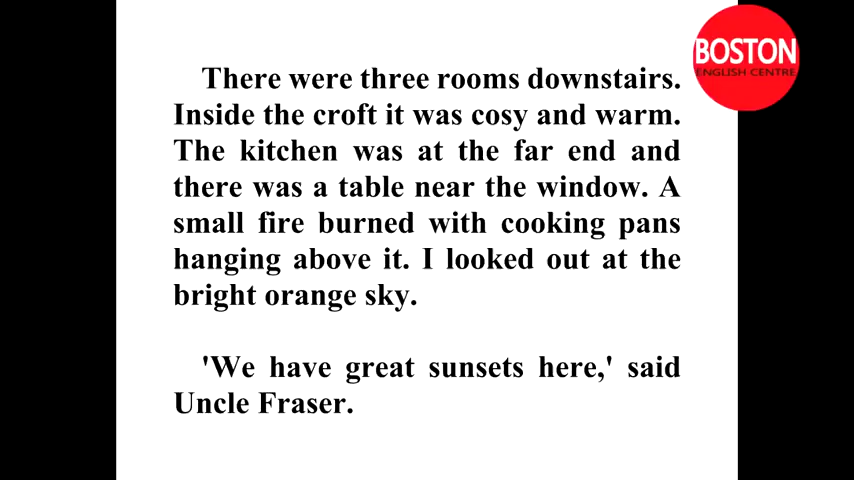 BOSTON
ENGLISH CENTRE
There were three rooms downstairs.
Inside the croft it was cosy and warm.
The kitchen was at the far end and
there was a table near the window. A
small fire burned with cooking pans
hanging above it. I looked out at the
bright orange sky.
'We have great sunsets here,' said
Uncle Fraser.